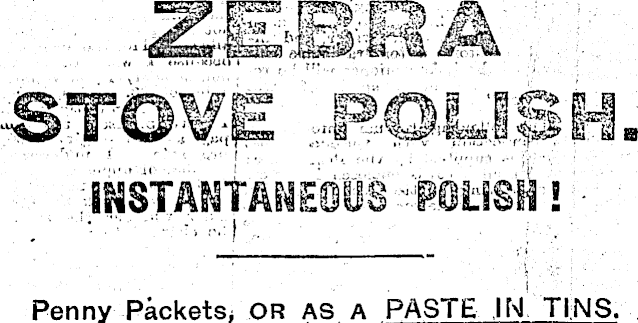 ZEBRA
STOVE POLISH.
INSTANTANEOUS POLISH!
Penny Packets, OR AS A PASTE IN TINS.